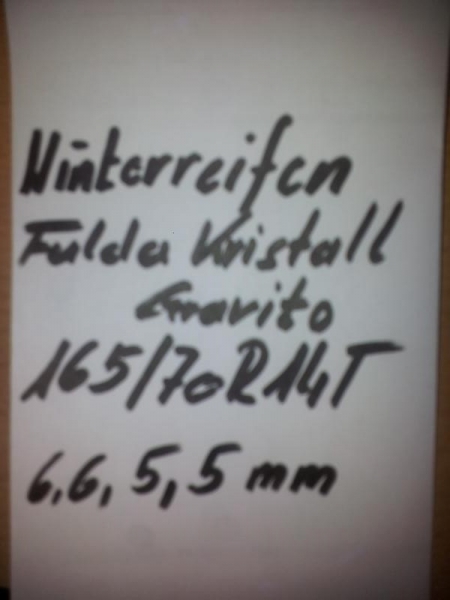 Winterreifen
Fulda Kristall
Gravito
165/70R14T
6,6,5,5 mm